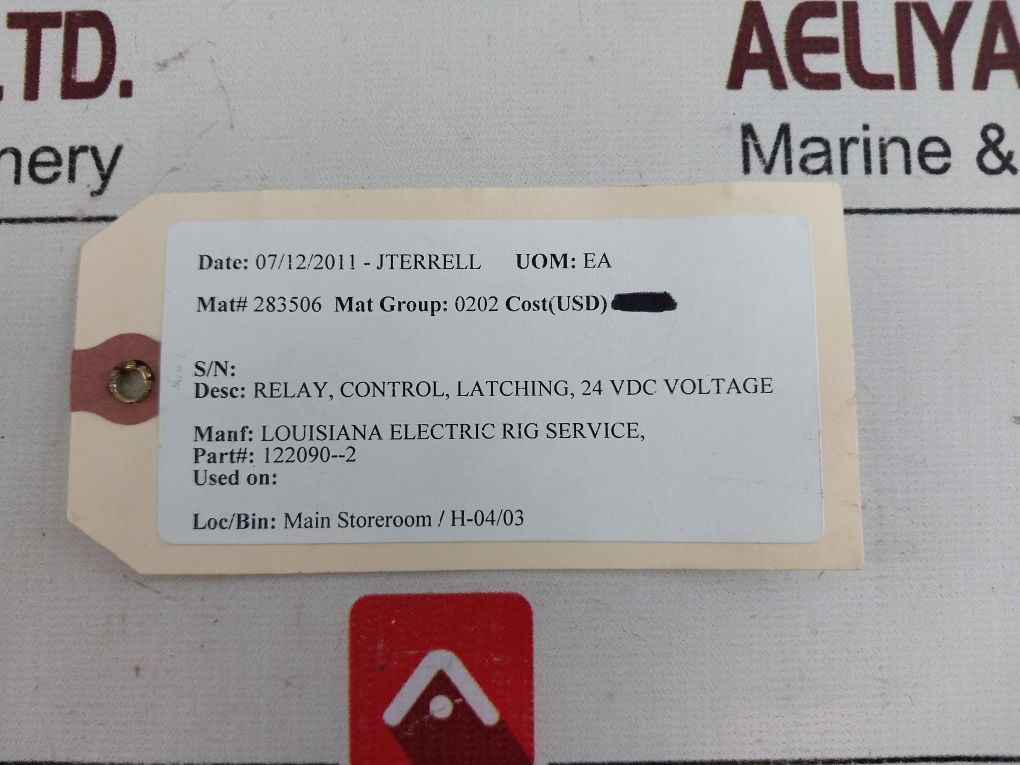 LTD.
AELIYA
nery
Marine &
Date: 07/12/2011 - JTERRELL UOM: EA
Mat# 283506 Mat Group: 0202 Cost(USD)
S/N:
Desc: RELAY, CONTROL, LATCHING, 24 VDC VOLTAGE
Manf: LOUISIANA ELECTRIC RIG SERVICE,
Part#: 122090--2
Used on:
Loc/Bin: Main Storeroom / H-04/03